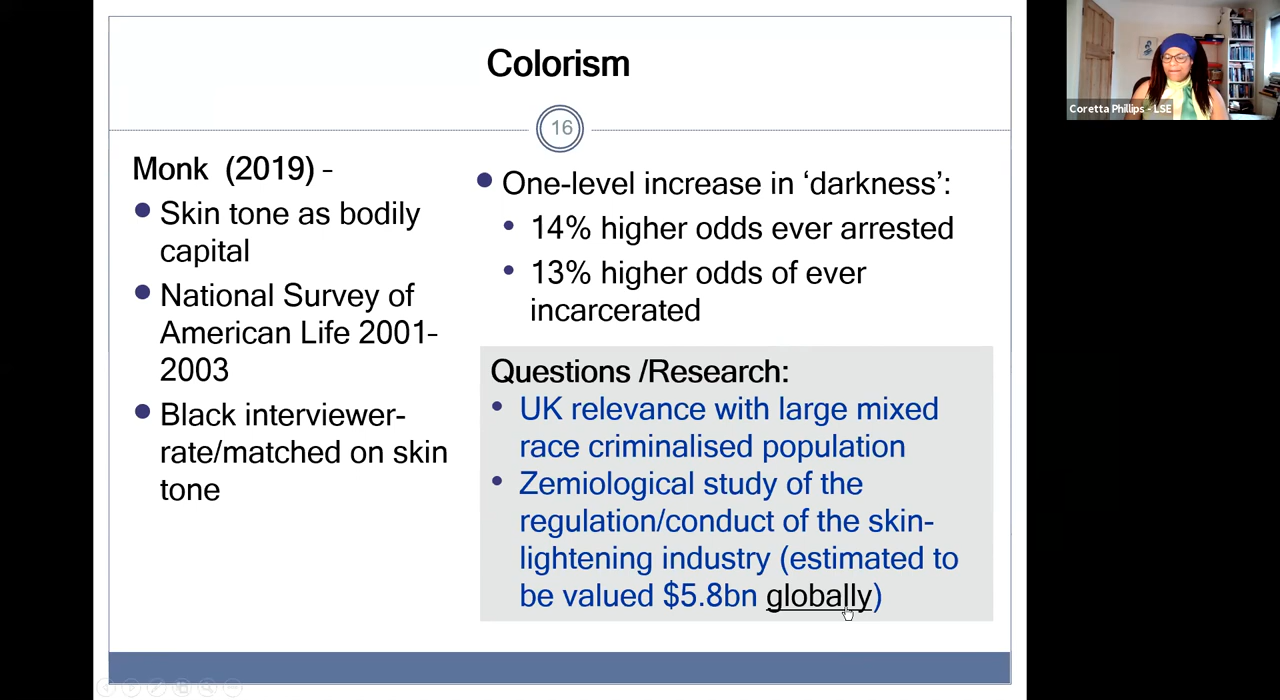 Colorism
16
Monk (2019) -
Skin tone as bodily
capital
National Survey of
American Life 2001-
2003
Black interviewer-
rate/matched on skin
tone
One-level increase in ‘darkness’:
14% higher odds ever arrested
13% higher odds of ever
incarcerated
Questions /Research:
UK relevance with large mixed
race criminalised population
Zemiological study of the
regulation/conduct of the skin-
lightening industry (estimated to
be valued $5.8bn globally)
Coretta Phillips - LSE